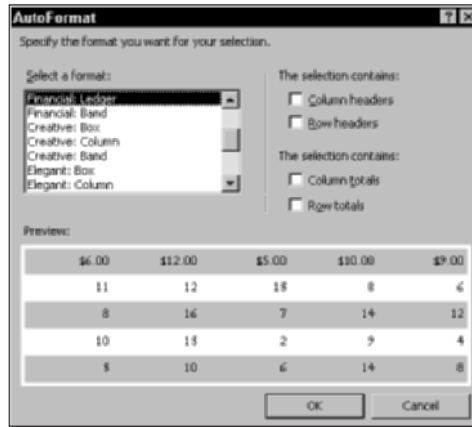 AutoFormat
Specify the format you want for your selection.
Select a format:
Financial: Ledger
Financial: Band
Creative: Box
Creative: Column
Creative: Band
Elegant: Box
Elegant: Column
The selection contains:
Column headers
Row headers
The selection contains:
Column totals
Row totals
Preview:
$6.00 $12.00 $5.00 $10.00 $9.00
11 12 15 8 6
8 16 7 14 12
10 15 2 9 4
5 10 6 14 8
OK Cancel